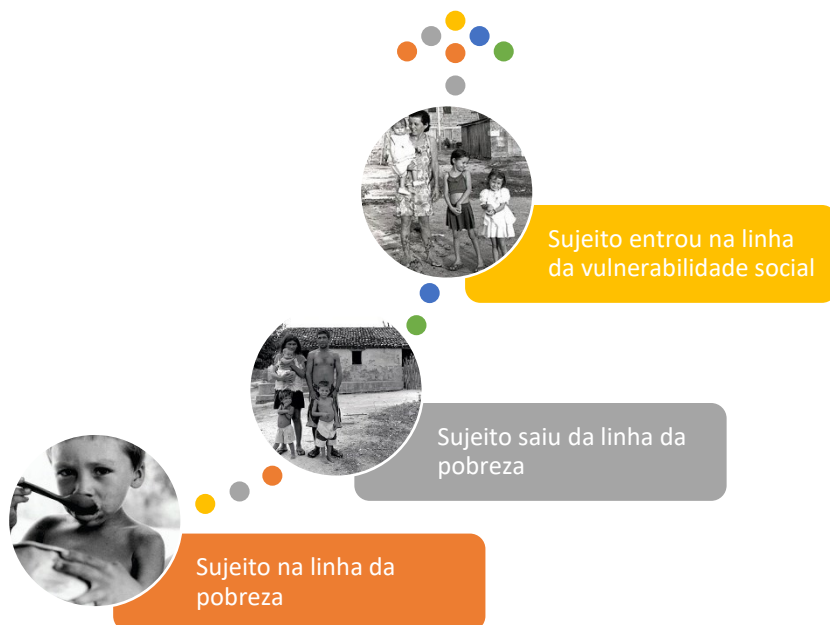 Sujeito entrou na linha
da vulnerabilidade social
Sujeito saiu da linha da
pobreza
Sujeito na linha da
pobreza